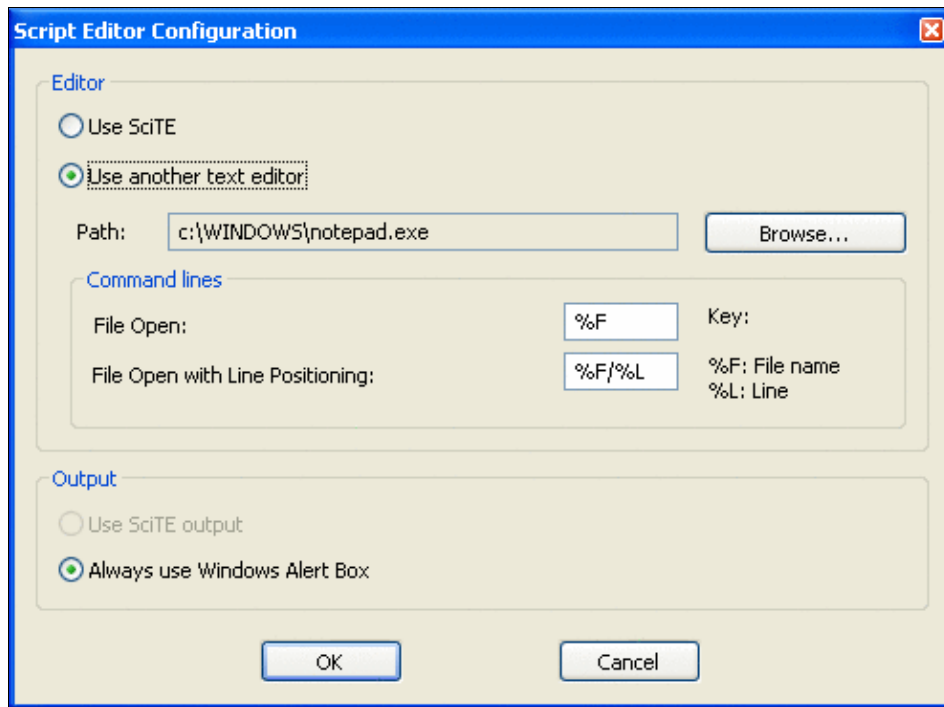 Script Editor Configuration
Editor
Use SciTE
Use another text editor
Path: c:\WINDOWS\notepad.exe Browse...
Command lines
File Open: %F Key:
File Open with Line Positioning: %F/%L %F: File name
%L: Line
Output
Use SciTE output
Always use Windows Alert Box
OK Cancel